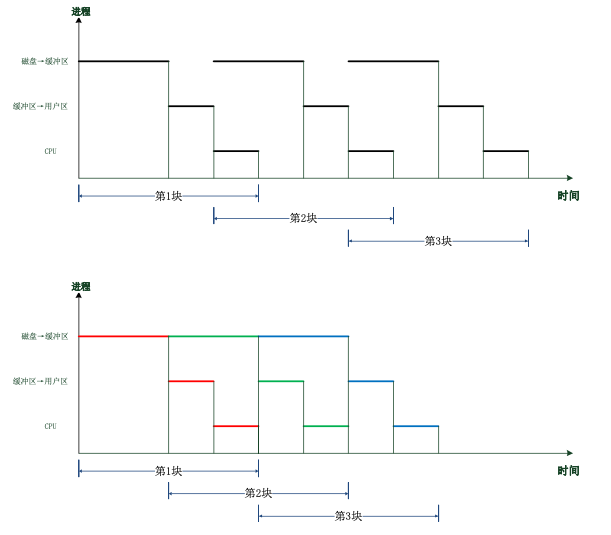 进程
磁盘→缓冲区
缓冲区→用户区
CPU
时间
第1块
第2块
第3块
进程
磁盘→缓冲区
缓冲区→用户区
CPU
时间
第1块
第2块
第3块